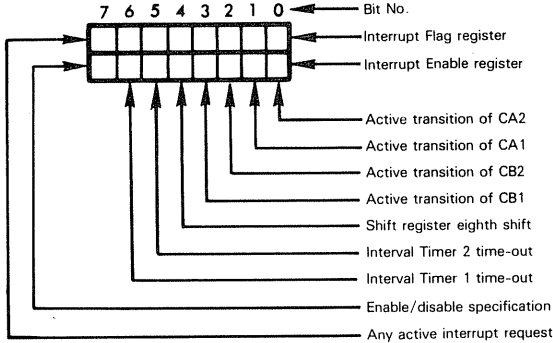 7 6 5 4 3 2 1 0 Bit No.
Interrupt Flag register
Interrupt Enable register
Active transition of CA2
Active transition of CA1
Active transition of CB2
Active transition of CB1
Shift register eighth shift
Interval Timer 2 time-out
Interval Timer 1 time-out
Enable/disable specification
Any active interrupt request